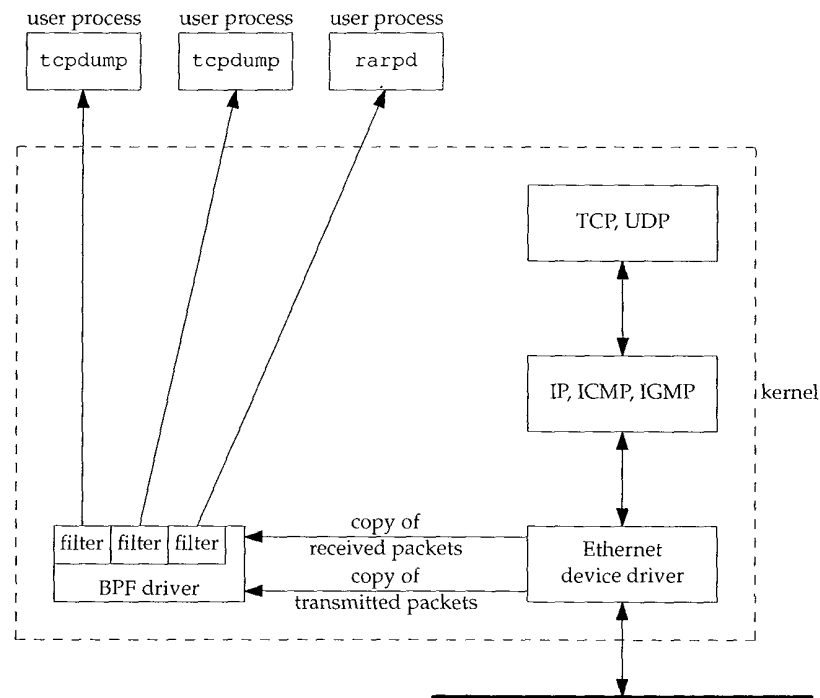 user process user process user process
tcpdump tcpdump rarpd
TCP, UDP
IP, ICMP, IGMP
kernel
filter filter filter
BPF driver
copy of
received packets
copy of
transmitted packets
Ethernet
device driver